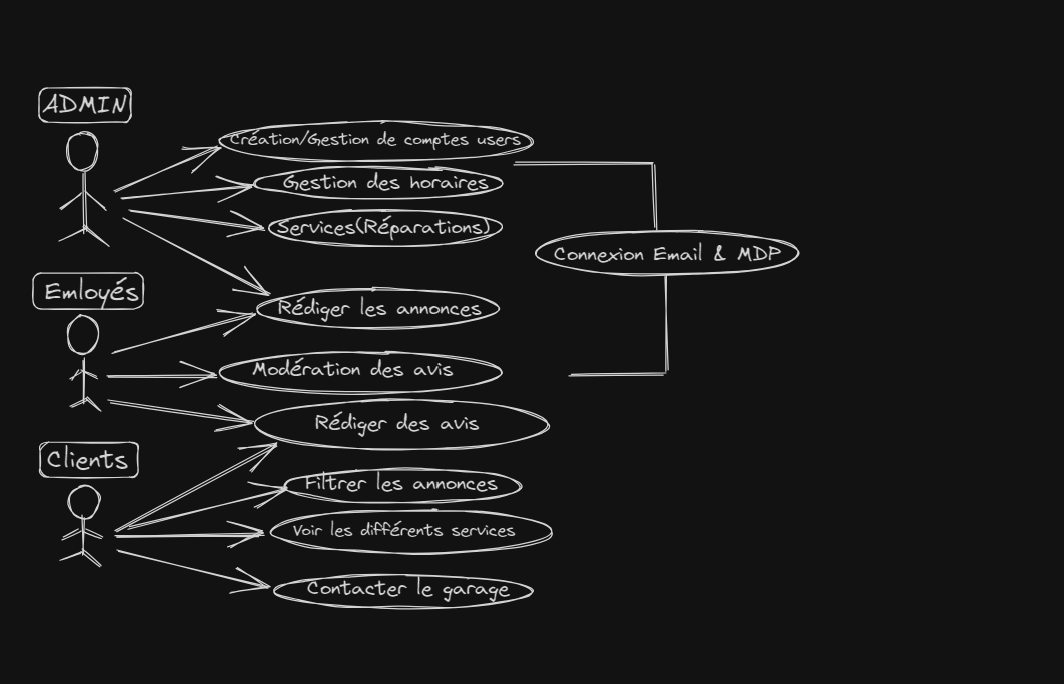 ADMIN
Création/Gestion de comptes users
Gestion des horaires
Services(Réparations)
Connexion Email & MDP
Emloyés
Rédiger les annonces
Modération des avis
Rédiger des avis
Clients
Filtrer les annonces
Voir les différents services
Contacter le garage